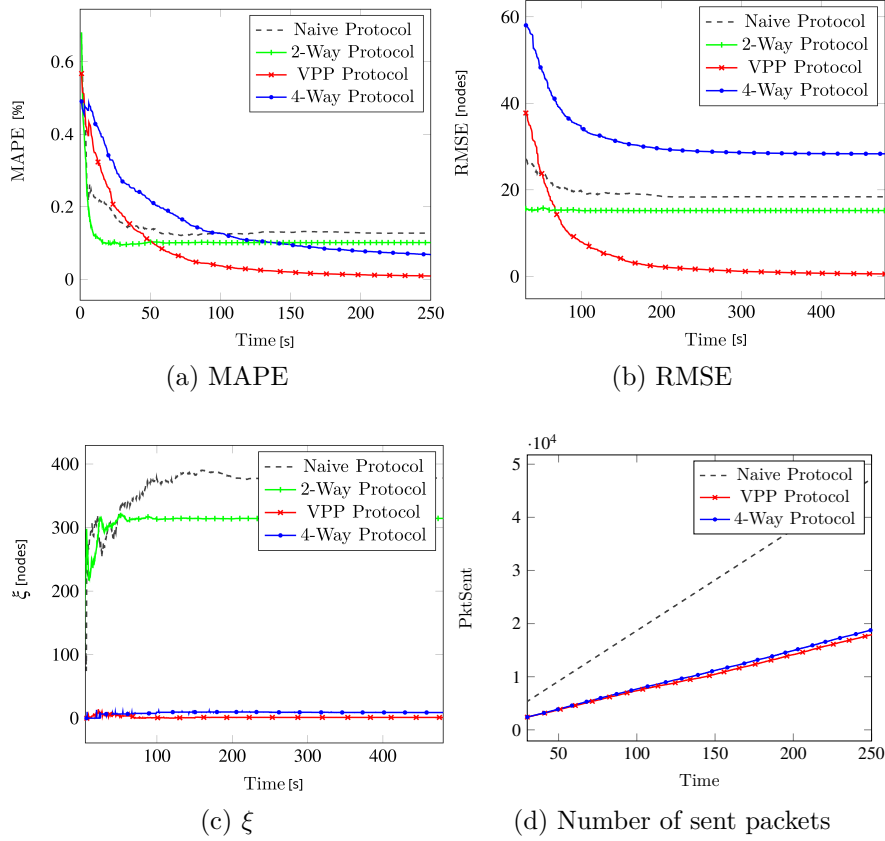 Naive Protocol
2-Way Protocol
VPP Protocol
4-Way Protocol
0.6
0.4
0.2
0
MAPE [%]
0 50 100 150 200 250
Time [s]
(a) MAPE
Naive Protocol
2-Way Protocol
VPP Protocol
4-Way Protocol
60
40
20
0
RMSE [nodes]
100 200 300 400
Time [s]
(b) RMSE
Naive Protocol
2-Way Protocol
VPP Protocol
4-Way Protocol
400
300
200
100
0
ξ [nodes]
100 200 300 400
Time [s]
(c) ξ
·10^4
Naive Protocol
VPP Protocol
4-Way Protocol
5
4
3
2
1
0
PktSent
50 100 150 200 250
Time
(d) Number of sent packets